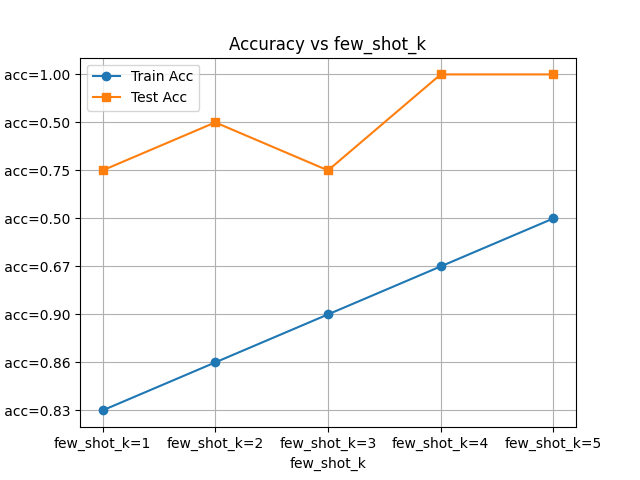 Accuracy vs few_shot_k
Train Acc
Test Acc
acc=1.00
acc=0.50
acc=0.75
acc=0.50
acc=0.67
acc=0.90
acc=0.86
acc=0.83
few_shot_k=1 few_shot_k=2 few_shot_k=3 few_shot_k=4 few_shot_k=5
few_shot_k